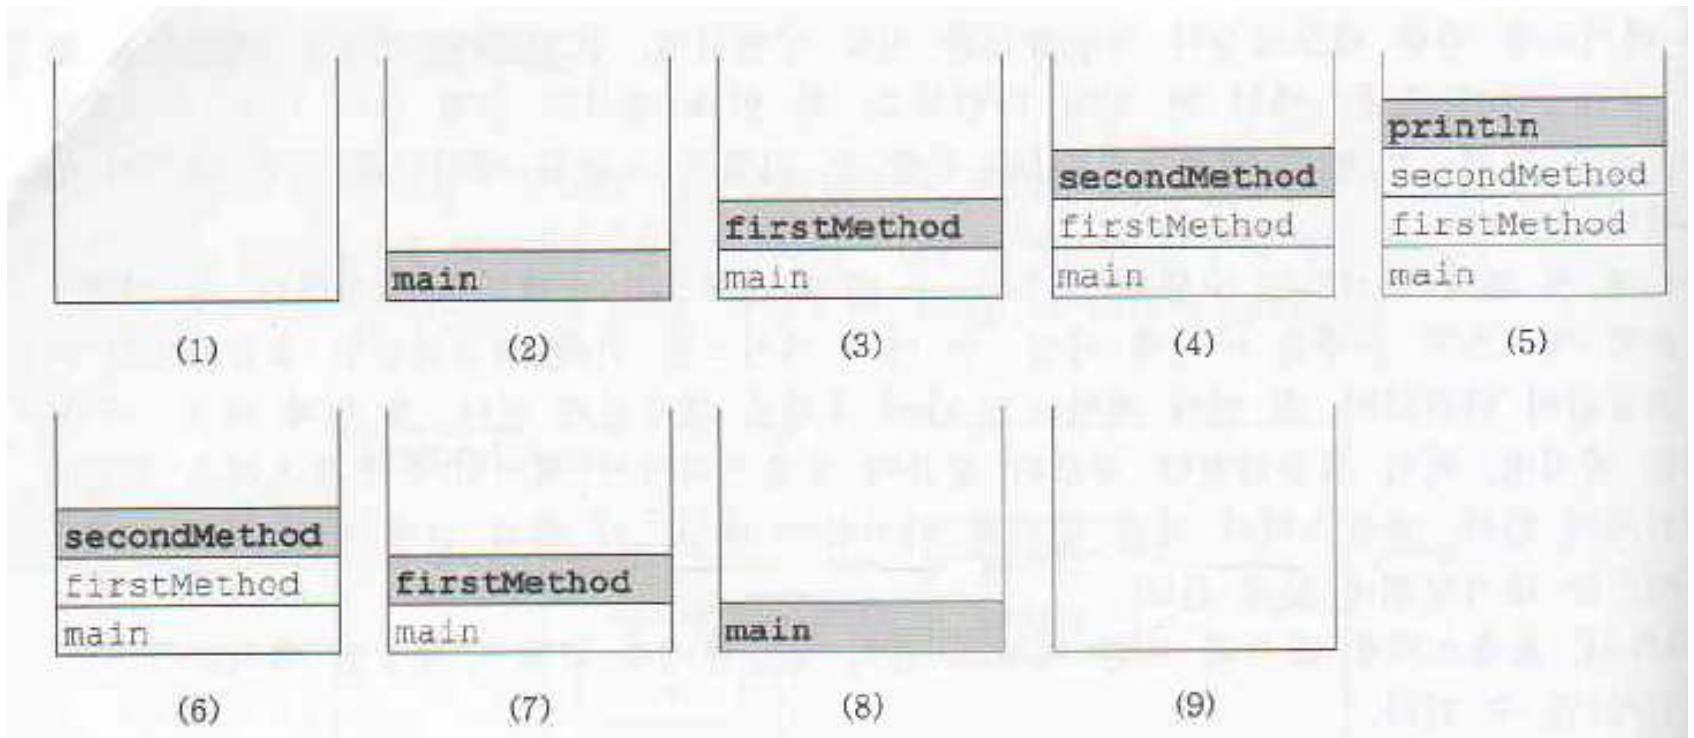 println
secondMethod secondMethod
firstMethod firstMethod firstMethod
main main main main
(1) (2) (3) (4) (5)
secondMethod
firstMethod firstMethod
main main main
(6) (7) (8) (9)